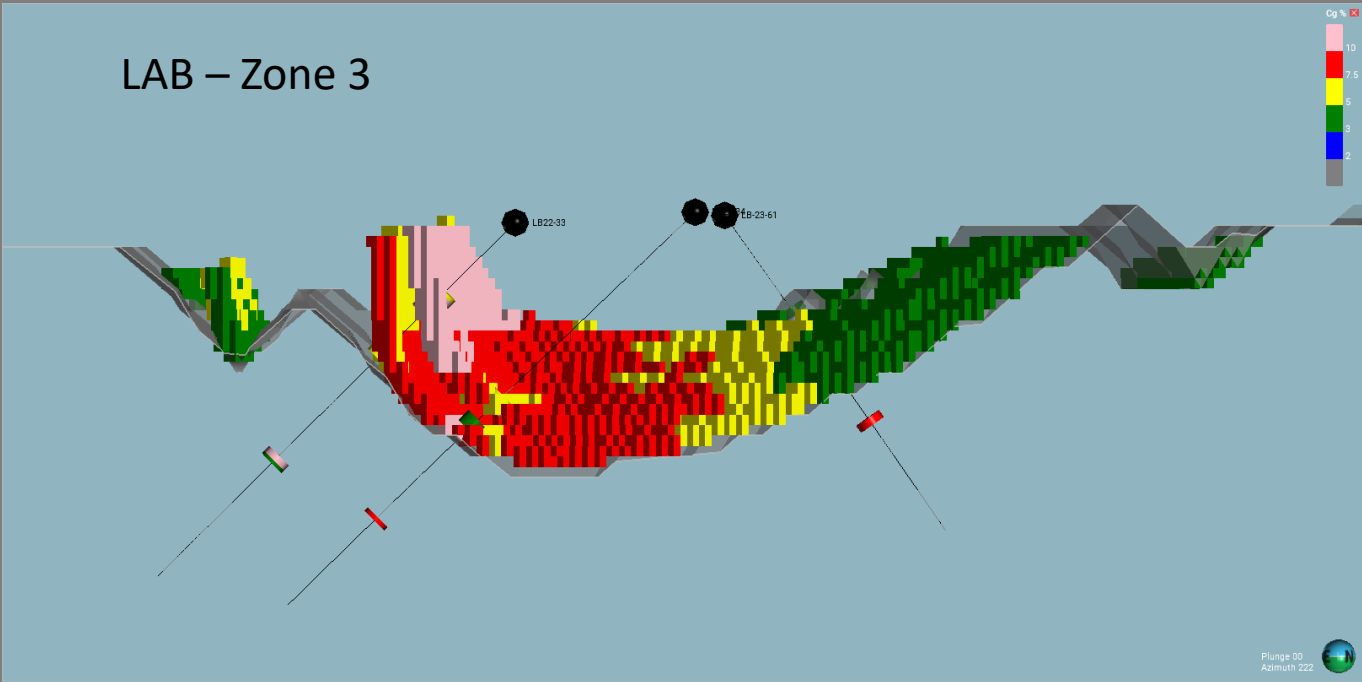 Cg %
LAB – Zone 3
10
7.5
5
3
2
LB22-33
LB-23-61
Plunge 00
Azimuth 222
N